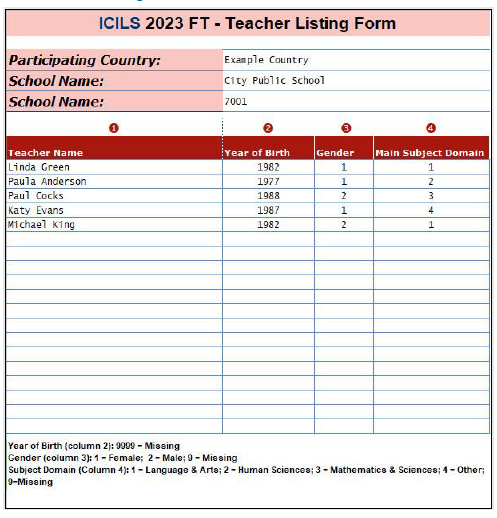 ICILS 2023 FT - Teacher Listing Form
Participating Country: Example Country
School Name: City Public School
School Name: 7001
1 2 3 4
Teacher Name Year of Birth Gender Main Subject Domain
Linda Green 1982 1 1
Paula Anderson 1977 1 2
Paul Cocks 1988 2 3
Katy Evans 1987 1 4
Michael King 1982 2 1
Year of Birth (column 2): 9999 - Missing
Gender (column 3): 1 - Female; 2 - Male; 9 - Missing
Subject Domain (Column 4): 1 - Language & Arts; 2 - Human Sciences; 3 - Mathematics & Sciences; 4 - Other;
9-Missing